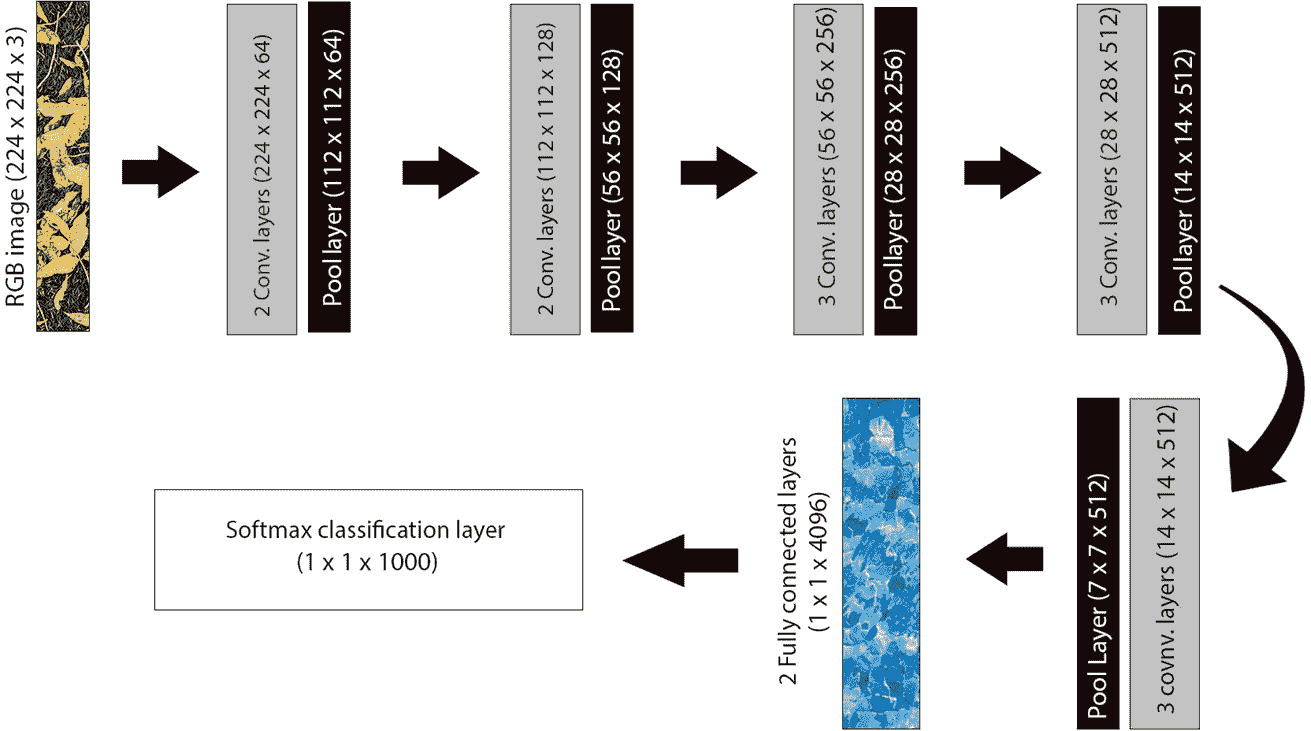 RGB image (224 x 224 x 3)
2 Conv. layers (224 x 224 x 64)
Pool layer (112 x 112 x 64)
2 Conv. layers (112 x 112 x 128)
Pool layer (56 x 56 x 128)
3 Conv. layers (56 x 56 x 256)
Pool layer (28 x 28 x 256)
3 Conv. layers (28 x 28 x 512)
Pool layer (14 x 14 x 512)
3 covnv. layers (14 x 14 x 512)
Pool Layer (7 x 7 x 512)
2 Fully connected layers
(1 x 1 x 4096)
Softmax classification layer
(1 x 1 x 1000)